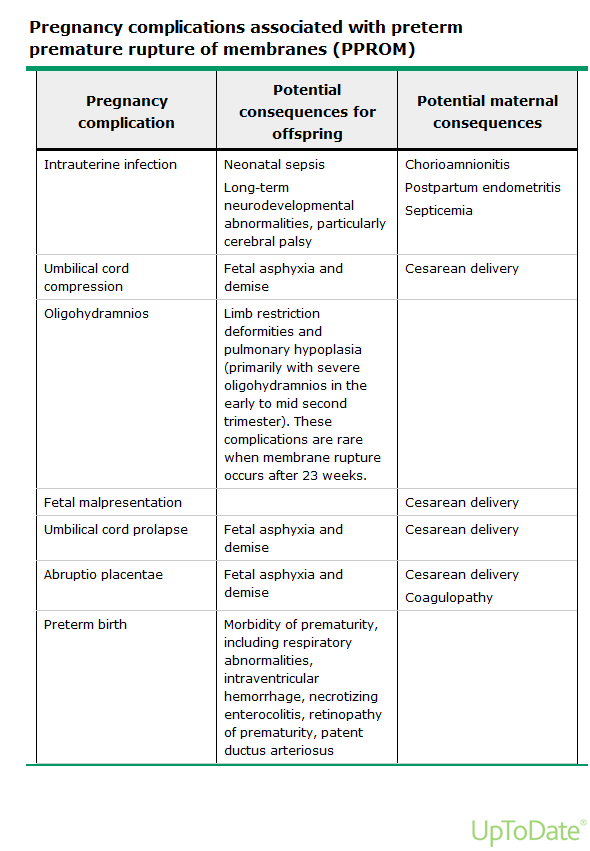 Pregnancy complications associated with preterm
premature rupture of membranes (PPROM)
Pregnancy
complication
Potential
consequences for
offspring
Potential maternal
consequences
Intrauterine infection
Neonatal sepsis
Long-term
neurodevelopmental
abnormalities, particularly
cerebral palsy
Chorioamnionitis
Postpartum endometritis
Septicemia
Umbilical cord
compression
Fetal asphyxia and
demise
Cesarean delivery
Oligohydramnios
Limb restriction
deformities and
pulmonary hypoplasia
(primarily with severe
oligohydramnios in the
early to mid second
trimester). These
complications are rare
when membrane rupture
occurs after 23 weeks.
Fetal malpresentation
Cesarean delivery
Umbilical cord prolapse
Fetal asphyxia and
demise
Cesarean delivery
Abruptio placentae
Fetal asphyxia and
demise
Cesarean delivery
Coagulopathy
Preterm birth
Morbidity of prematurity,
including respiratory
abnormalities,
intraventricular
hemorrhage, necrotizing
enterocolitis, retinopathy
of prematurity, patent
ductus arteriosus
UpToDate®